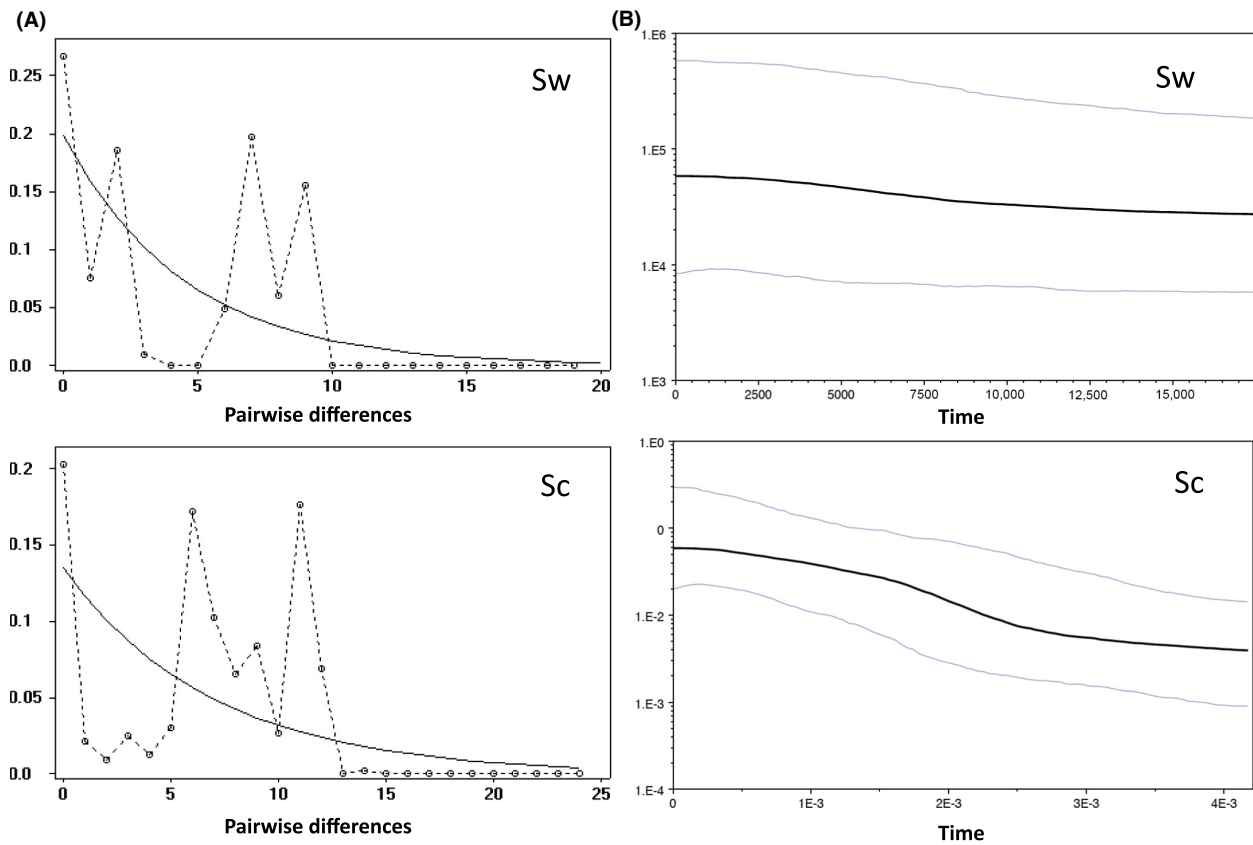 (A)
Sw
0.25
0.2
0.15
0.1
0.05
0.0
0 5 10 15 20
Pairwise differences
(B)
Sw
1.E6
1.E5
1.E4
1.E3
0 2500 5000 7500 10,000 12,500 15,000
Time
Sc
0.2
0.15
0.1
0.05
0.0
0 5 10 15 20 25
Pairwise differences
Sc
1.E0
0
1.E-2
1.E-3
1.E-4
0 1E-3 2E-3 3E-3 4E-3
Time